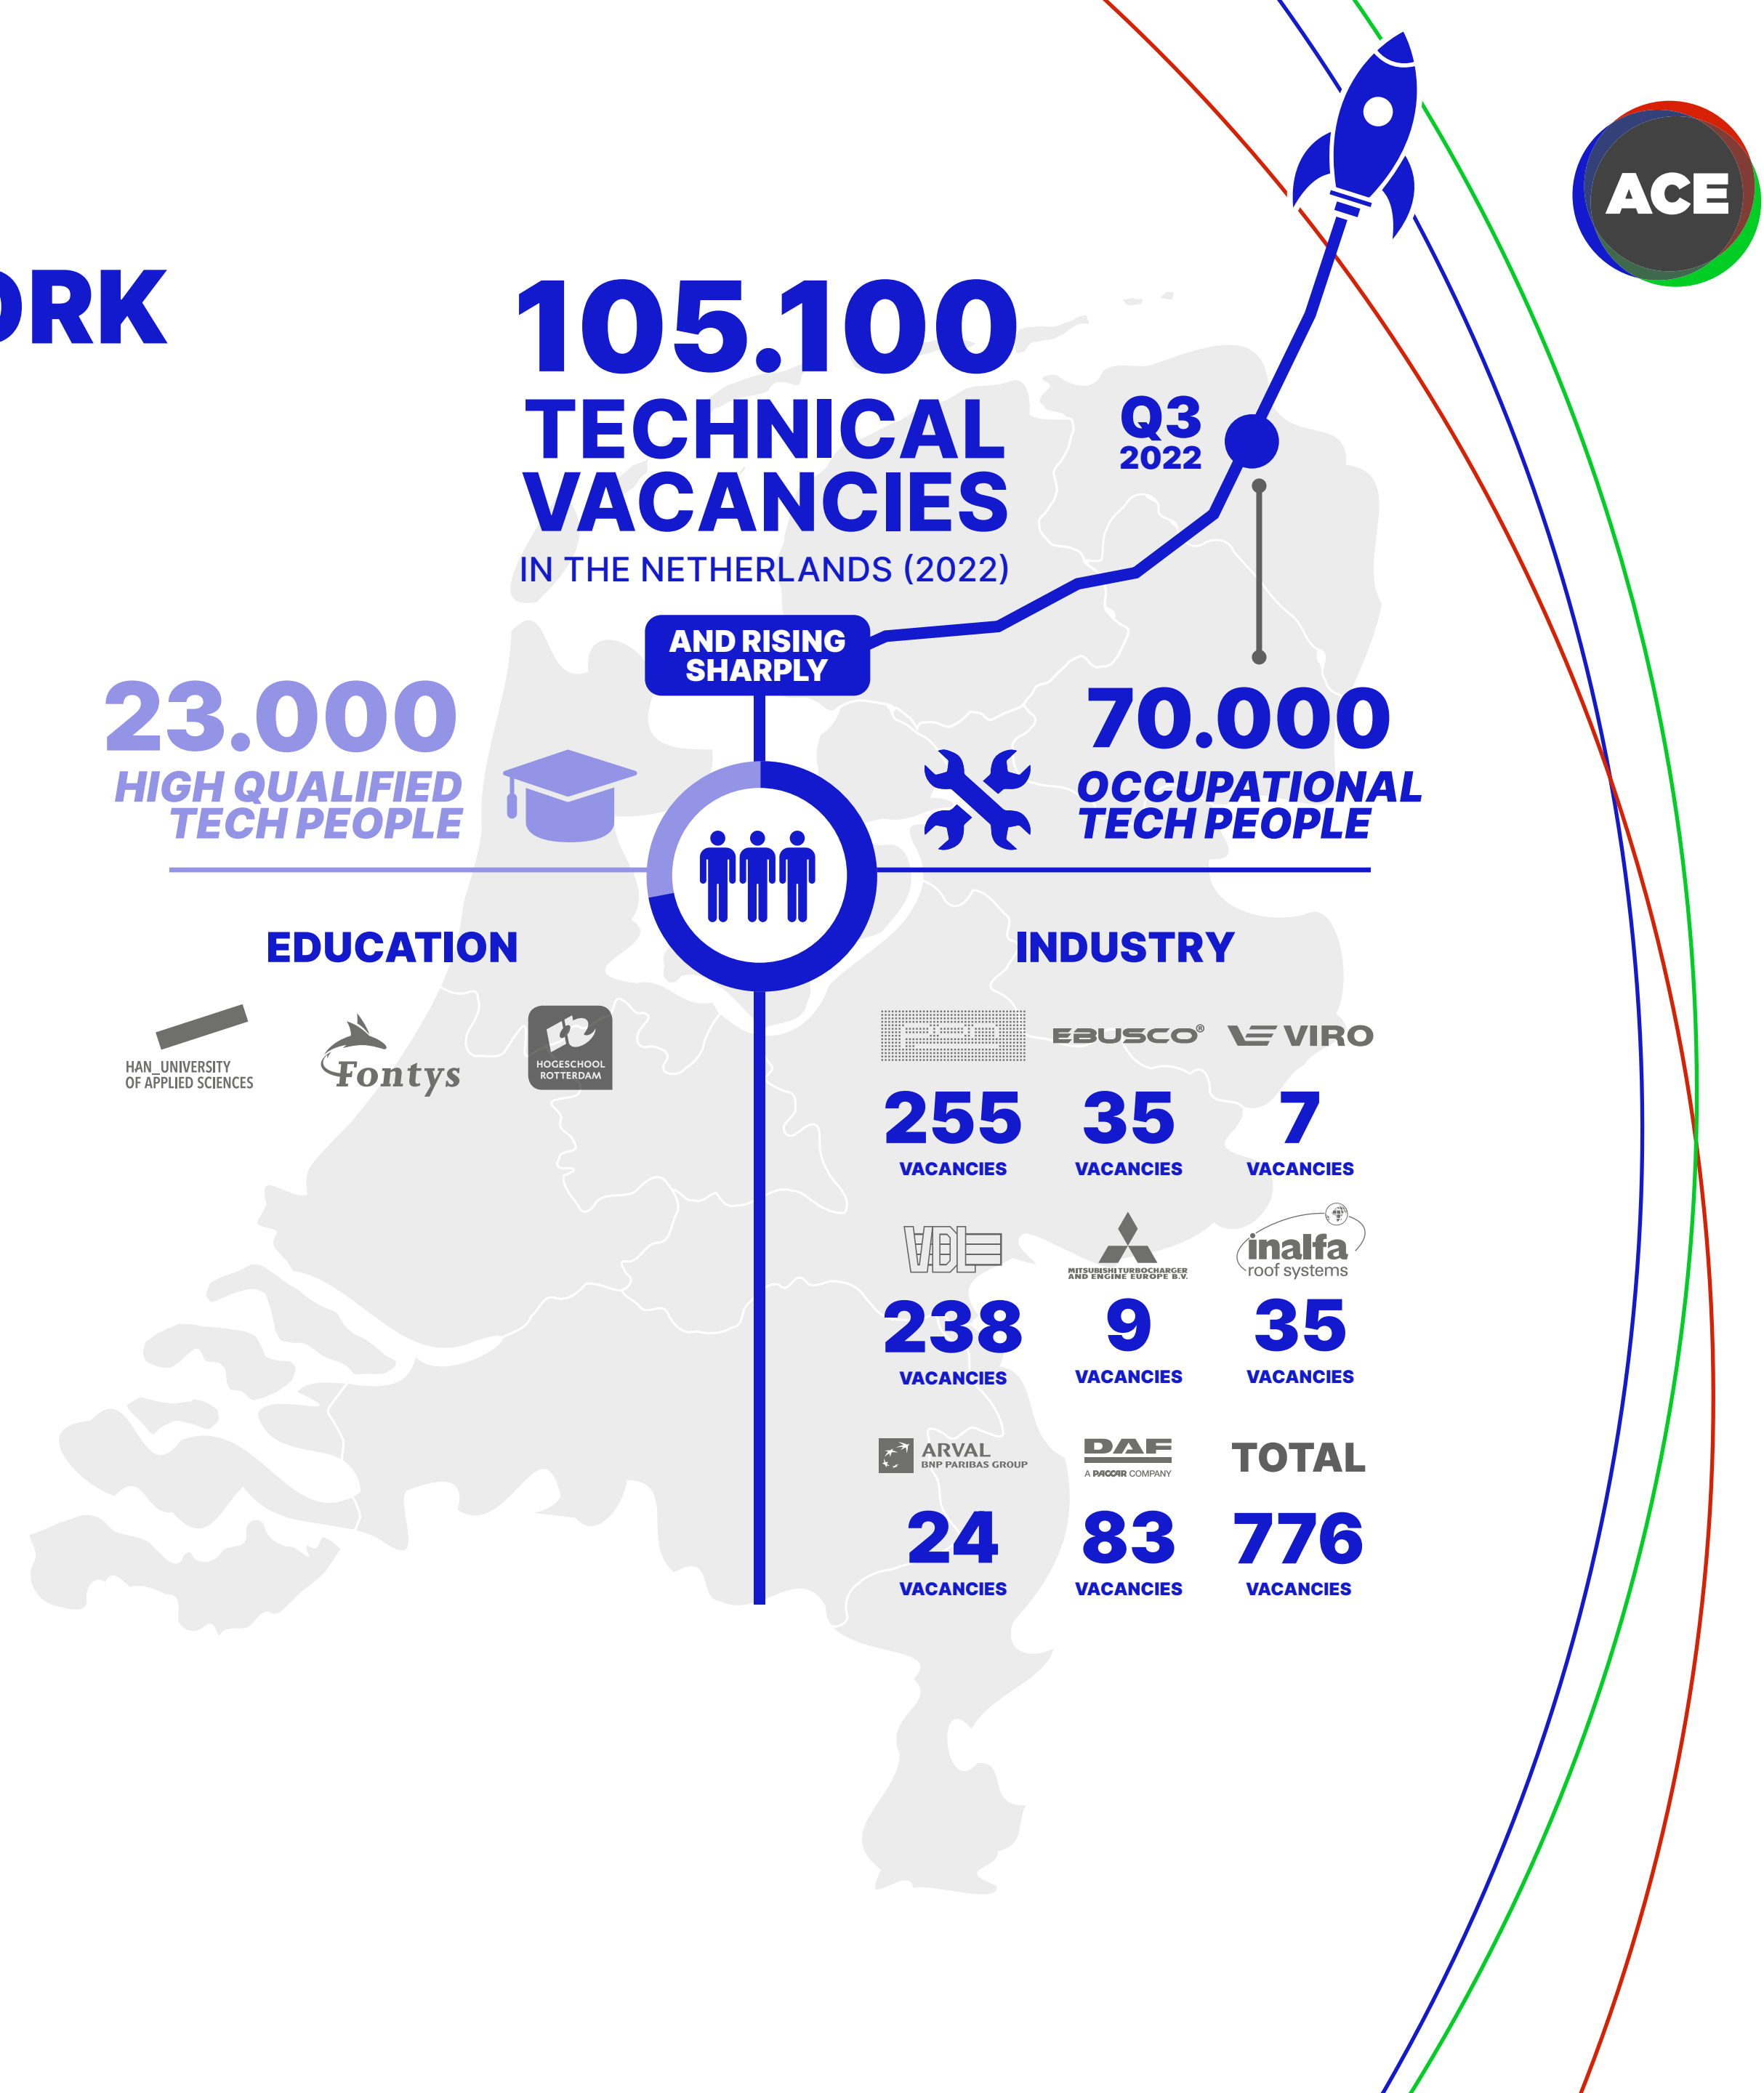 ORK
ACE
105.100
TECHNICAL
VACANCIES
IN THE NETHERLANDS (2022)
AND RISING
SHARPLY
Q3
2022
23.000
HIGH QUALIFIED
TECH PEOPLE
70.000
OCCUPATIONAL
TECH PEOPLE
EDUCATION
HAN_UNIVERSITY
OF APPLIED SCIENCES
Fontys
HOGESCHOOL
ROTTERDAM
INDUSTRY
EBUSCO®
VIRO
255
VACANCIES
35
VACANCIES
7
VACANCIES
VDL
MITSUBISHI TURBOCHARGER
AND ENGINE EUROPE B.V.
inalfa
roof systems
238
VACANCIES
9
VACANCIES
35
VACANCIES
ARVAL
BNP PARIBAS GROUP
DAF
A PACCAR COMPANY
TOTAL
24
VACANCIES
83
VACANCIES
776
VACANCIES